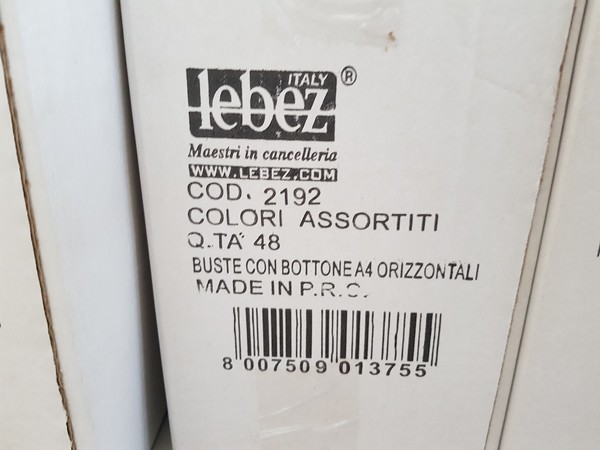 ITALY
lebez ®
Maestri in cancelleria
WWW.LEBEZ.COM
COD. 2192
COLORI ASSORTITI
Q.TA' 48
BUSTE CON BOTTONE A4 ORIZZONTALI
MADE IN P.R.C.
8 007509 013755